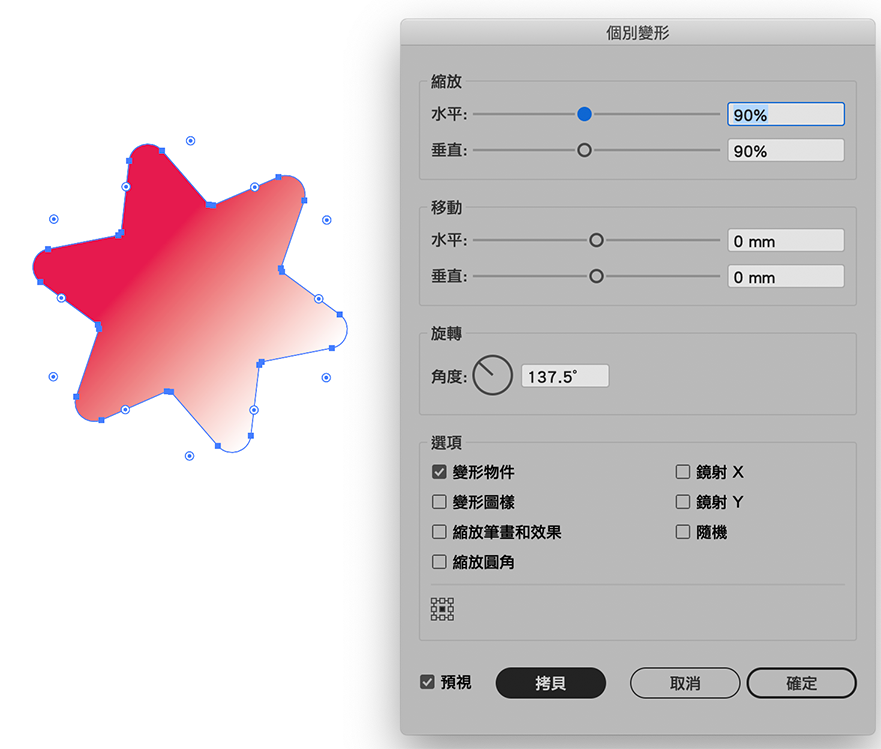 個別變形
縮放
水平: 90%
垂直: 90%
移動
水平: 0 mm
垂直: 0 mm
旋轉
角度: 137.5°
選項
變形物件 鏡射 X
變形圖樣 鏡射 Y
縮放筆畫和效果 隨機
縮放圓角
預視 拷貝 取消 確定